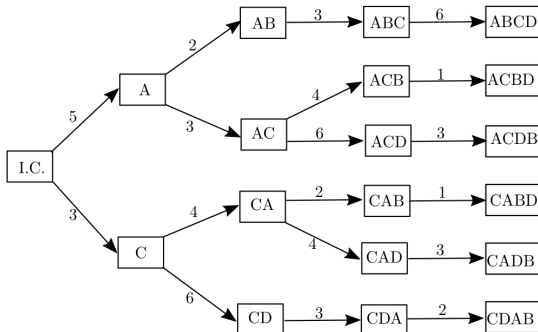 AB 3 ABC 6 ABCD
2
A
4 ACB 1 ACBD
5
3 AC 6 ACD 3 ACDB
I.C.
3 4 CA 2 CAB 1 CABD
C
4 CAD 3 CADB
6
CD 3 CDA 2 CDAB